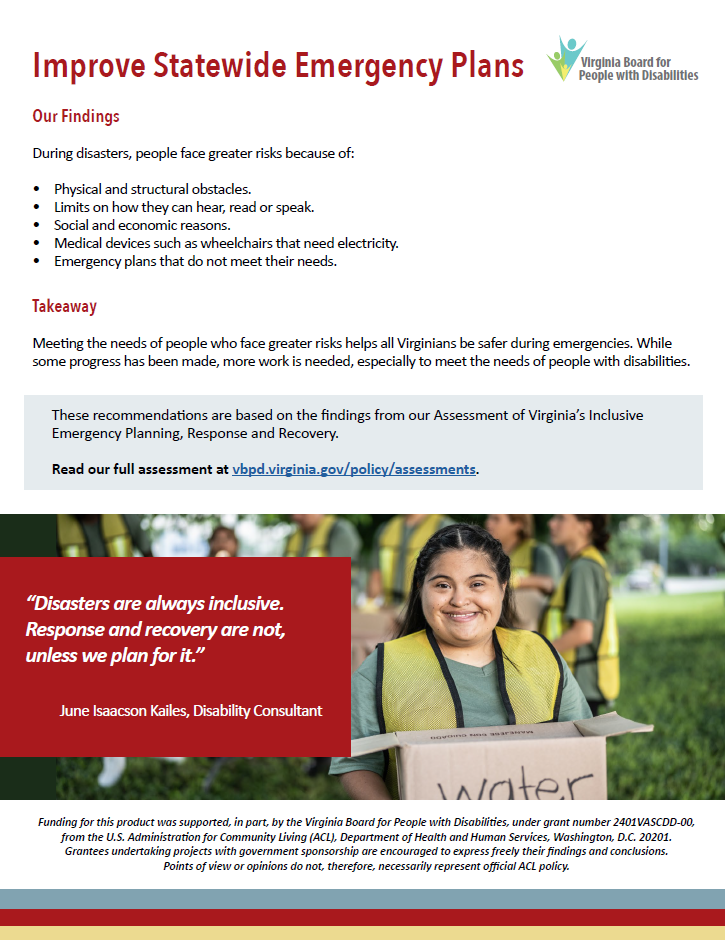 Improve Statewide Emergency Plans
Virginia Board for
People with Disabilities
Our Findings
During disasters, people face greater risks because of:
• Physical and structural obstacles.
• Limits on how they can hear, read or speak.
• Social and economic reasons.
• Medical devices such as wheelchairs that need electricity.
• Emergency plans that do not meet their needs.
Takeaway
Meeting the needs of people who face greater risks helps all Virginians be safer during emergencies. While
some progress has been made, more work is needed, especially to meet the needs of people with disabilities.
These recommendations are based on the findings from our Assessment of Virginia's Inclusive
Emergency Planning, Response and Recovery.
Read our full assessment at vbpd.virginia.gov/policy/assessments.
“Disasters are always inclusive.
Response and recovery are not,
unless we plan for it.”
June Isaacson Kailes, Disability Consultant
MANEJESE CON CUIDADO
water
Funding for this product was supported, in part, by the Virginia Board for People with Disabilities, under grant number 2401VASCDD-00,
from the U.S. Administration for Community Living (ACL), Department of Health and Human Services, Washington, D.C. 20201.
Grantees undertaking projects with government sponsorship are encouraged to express freely their findings and conclusions.
Points of view or opinions do not, therefore, necessarily represent official ACL policy.